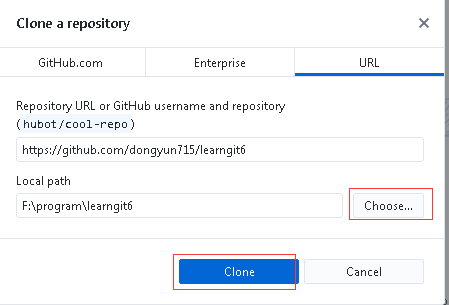 Clone a repository
GitHub.com Enterprise URL
Repository URL or GitHub username and repository
(hubot/cool-repo)
https://github.com/dongyun715/learngit6
Local path
F:\program\learngit6 Choose...
Clone Cancel